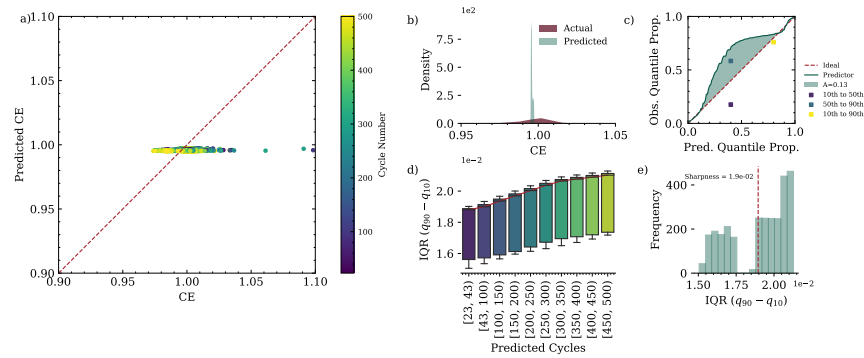 a)
1.10
1.05
1.00
0.95
0.90
0.90
0.95
1.00
1.05
1.10
CE
Predicted CE
500
400
300
200
100
Cycle Number
b)
1e2
7.5
5.0
2.5
0.0
0.95
1.00
1.05
CE
Density
Actual
Predicted
c)
1.0
0.5
0.0
0.0
0.5
1.0
Pred. Quantile Prop.
Obs. Quantile Prop.
Ideal
Predictor
A=0.13
10th to 50th
50th to 90th
10th to 90th
d)
1e−2
2.0
1.8
1.6
IQR (q90 − q10)
[23, 43)
[43, 100)
[100, 150)
[150, 200)
[200, 250)
[250, 300)
[300, 350)
[350, 400)
[400, 450)
[450, 500)
Predicted Cycles
e)
Sharpness = 1.9e-02
400
200
0
Frequency
1.50
1.75
2.00
1e−2
IQR (q90 − q10)